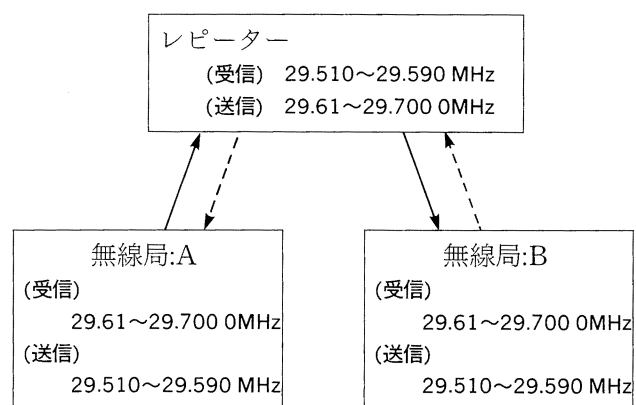 レピーター
(受信) 29.510〜29.590 MHz
(送信) 29.61〜29.700 0MHz
無線局:A
(受信)
29.61〜29.700 0MHz
(送信)
29.510〜29.590 MHz
無線局:B
(受信)
29.61〜29.700 0MHz
(送信)
29.510〜29.590 MHz